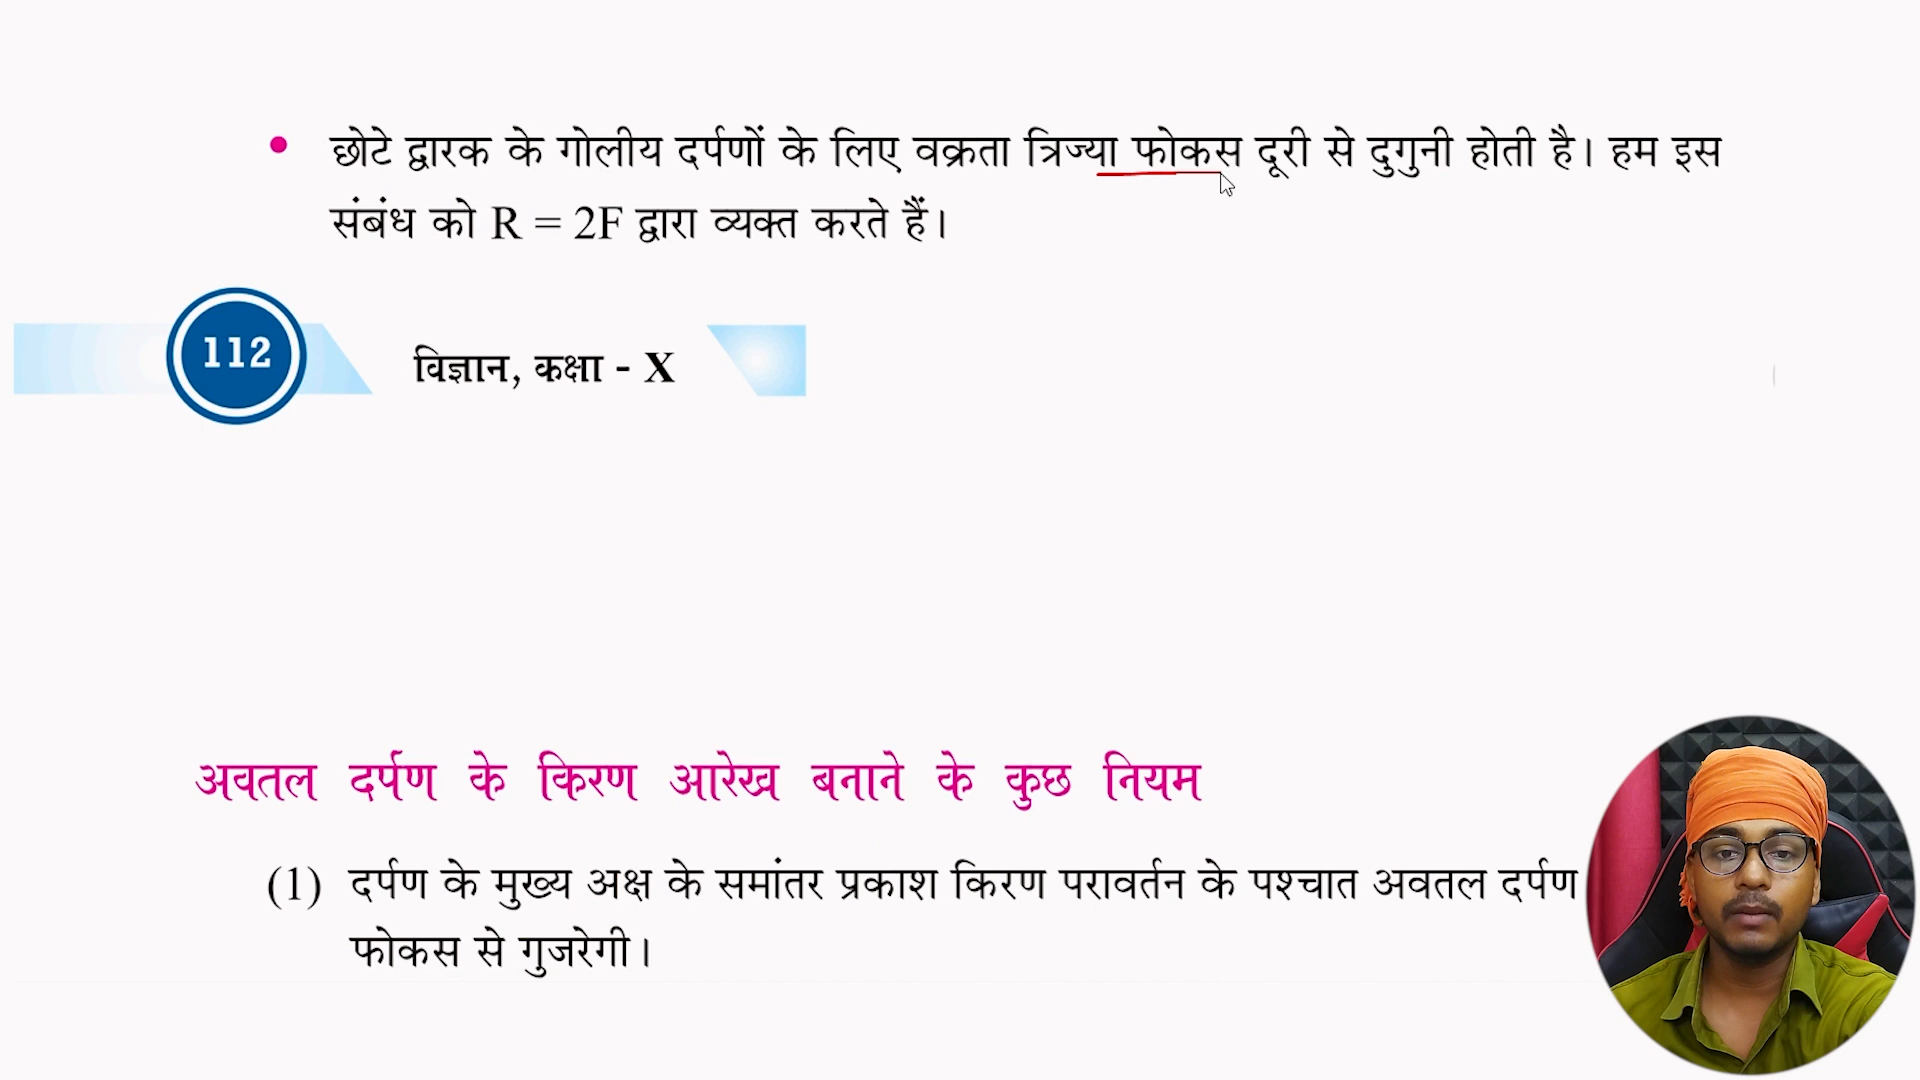 • छोटे द्वारक के गोलीय दर्पणों के लिए वक्रता त्रिज्या फोकस दूरी से दुगुनी होती है। हम इस
संबंध को R = 2F द्वारा व्यक्त करते हैं।
112 विज्ञान, कक्षा - X
अवतल दर्पण के किरण आरेख बनाने के कुछ नियम
(1) दर्पण के मुख्य अक्ष के समांतर प्रकाश किरण परावर्तन के पश्चात अवतल दर्पण
फोकस से गुजरेगी।